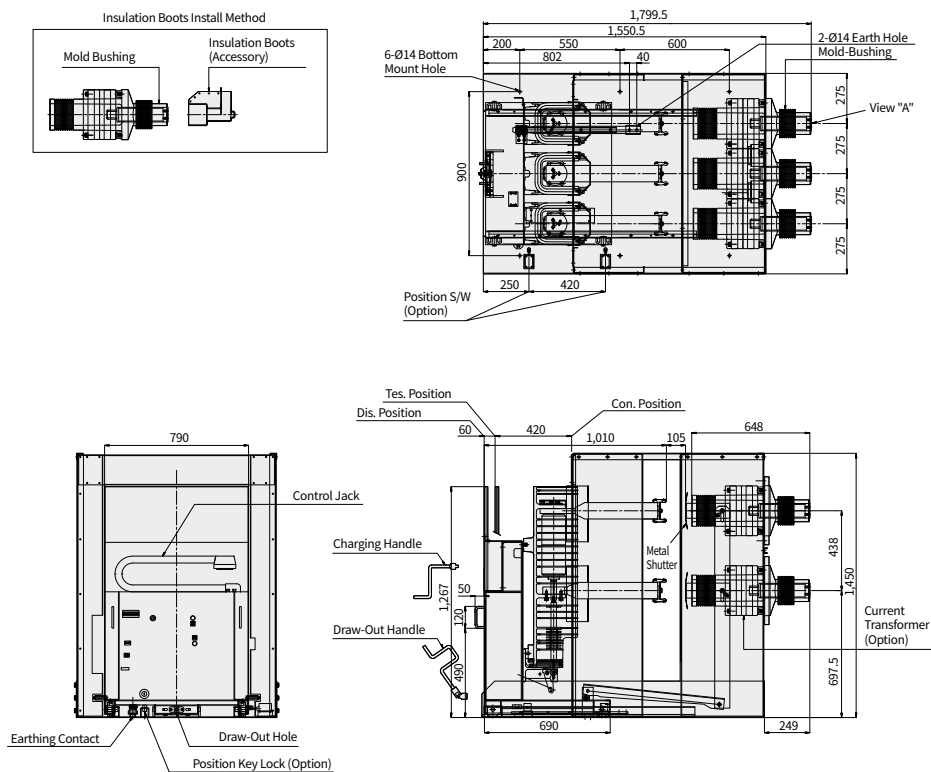 Insulation Boots Install Method
Mold Bushing
Insulation Boots
(Accessory)
1,799.5
1,550.5
200
550
600
802
40
6-Ø14 Bottom
Mount Hole
2-Ø14 Earth Hole
Mold-Bushing
View "A"
275
275
275
275
900
250
420
Position S/W
(Option)
Tes. Position
Dis. Position
Con. Position
60
420
1,010
105
648
790
Control Jack
Charging Handle
Draw-Out Handle
50
120
490
1,267
Metal
Shutter
438
1,450
697.5
Current
Transformer
(Option)
690
249
Earthing Contact
Draw-Out Hole
Position Key Lock (Option)